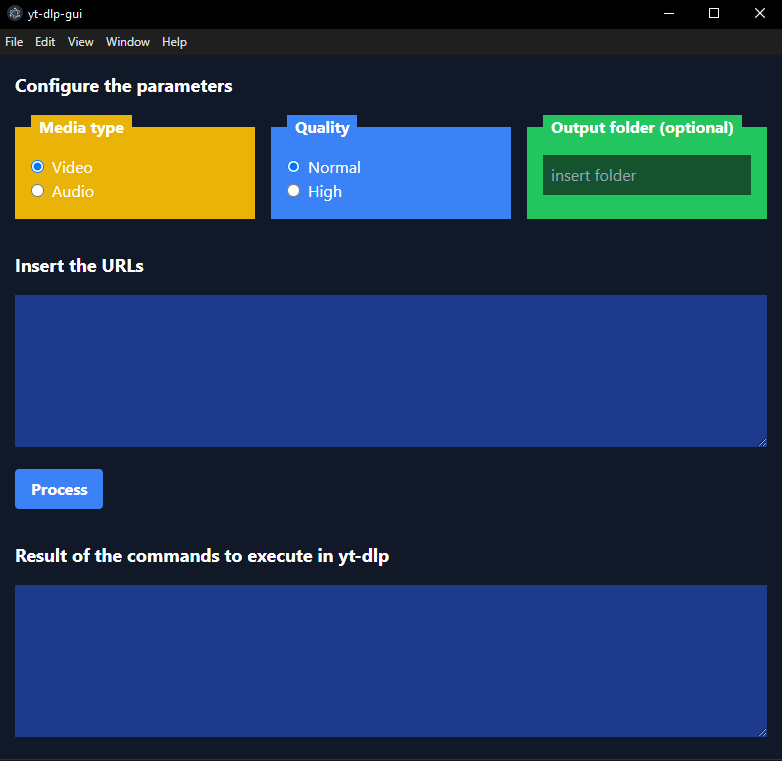 yt-dlp-gui
File Edit View Window Help
Configure the parameters
Media type
Video
Audio
Quality
Normal
High
Output folder (optional)
insert folder
Insert the URLs
Process
Result of the commands to execute in yt-dlp